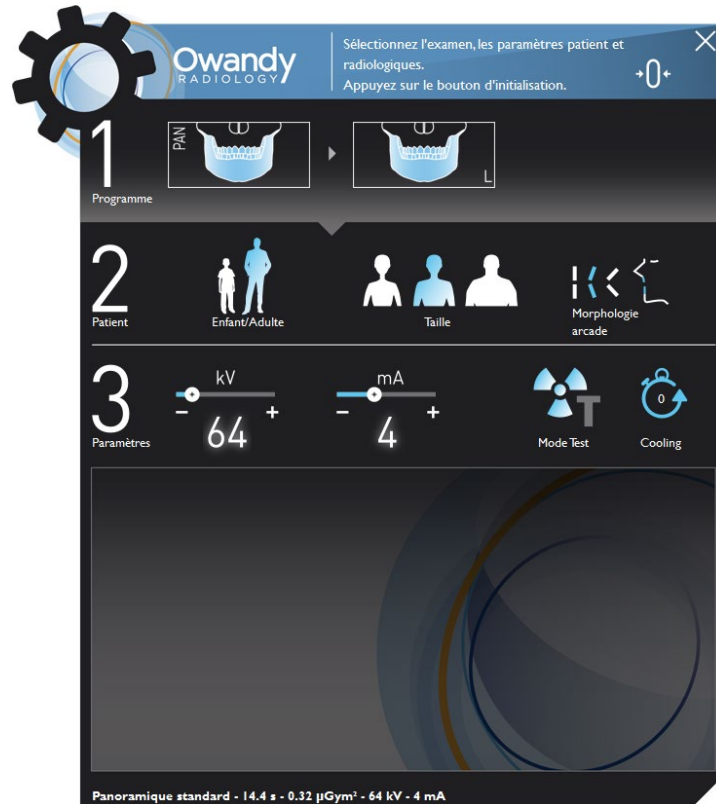 Owandy
RADIOLOGY
Sélectionnez l'examen, les paramètres patient et
radiologiques.
Appuyez sur le bouton d'initialisation.
0
1
Programme
PAN
L
2
Patient
Enfant/Adulte
Taille
Morphologie
arcade
3
Paramètres
kV
- +
64
mA
- +
4
T
Mode Test
0
Cooling
Panoramique standard - 14.4 s - 0.32 µGym² - 64 kV - 4 mA